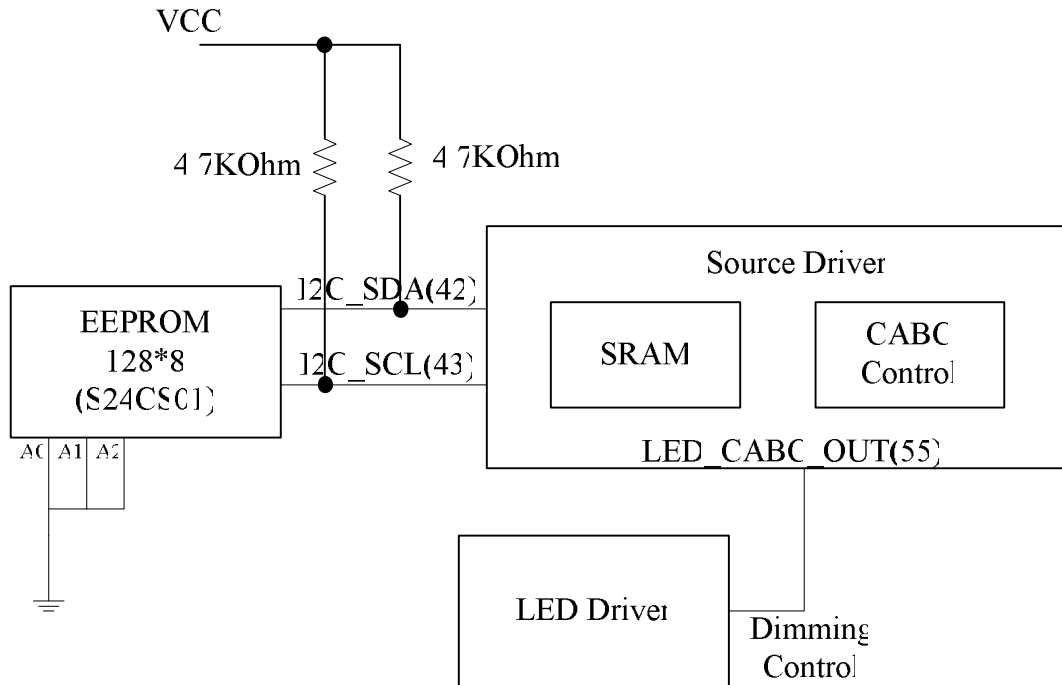 VCC
4.7KOhm
4.7KOhm
I2C_SDA(42)
I2C_SCL(43)
EEPROM
128*8
(S24CS01)
A0 A1 A2
Source Driver
SRAM
CABC
Control
LED_CABC_OUT(55)
LED Driver
Dimming
Control